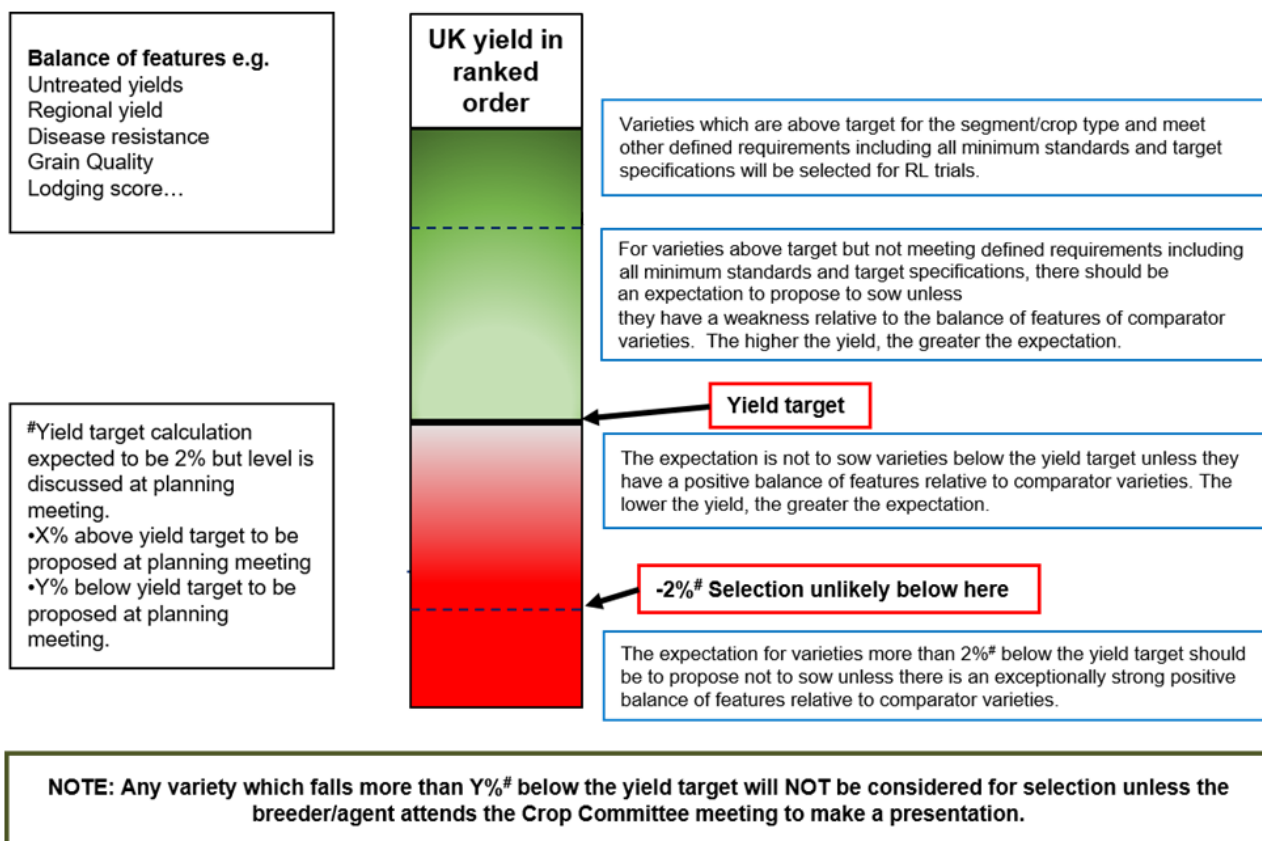 Balance of features e.g.
Untreated yields
Regional yield
Disease resistance
Grain Quality
Lodging score…
UK yield in
ranked
order
Varieties which are above target for the segment/crop type and meet
other defined requirements including all minimum standards and target
specifications will be selected for RL trials.
For varieties above target but not meeting defined requirements including
all minimum standards and target specifications, there should be
an expectation to propose to sow unless
they have a weakness relative to the balance of features of comparator
varieties. The higher the yield, the greater the expectation.
Yield target
#Yield target calculation
expected to be 2% but level is
discussed at planning
meeting.
•X% above yield target to be
proposed at planning meeting
•Y% below yield target to be
proposed at planning
meeting.
The expectation is not to sow varieties below the yield target unless they
have a positive balance of features relative to comparator varieties. The
lower the yield, the greater the expectation.
-2%# Selection unlikely below here
The expectation for varieties more than 2%# below the yield target should
be to propose not to sow unless there is an exceptionally strong positive
balance of features relative to comparator varieties.
NOTE: Any variety which falls more than Y%# below the yield target will NOT be considered for selection unless the
breeder/agent attends the Crop Committee meeting to make a presentation.